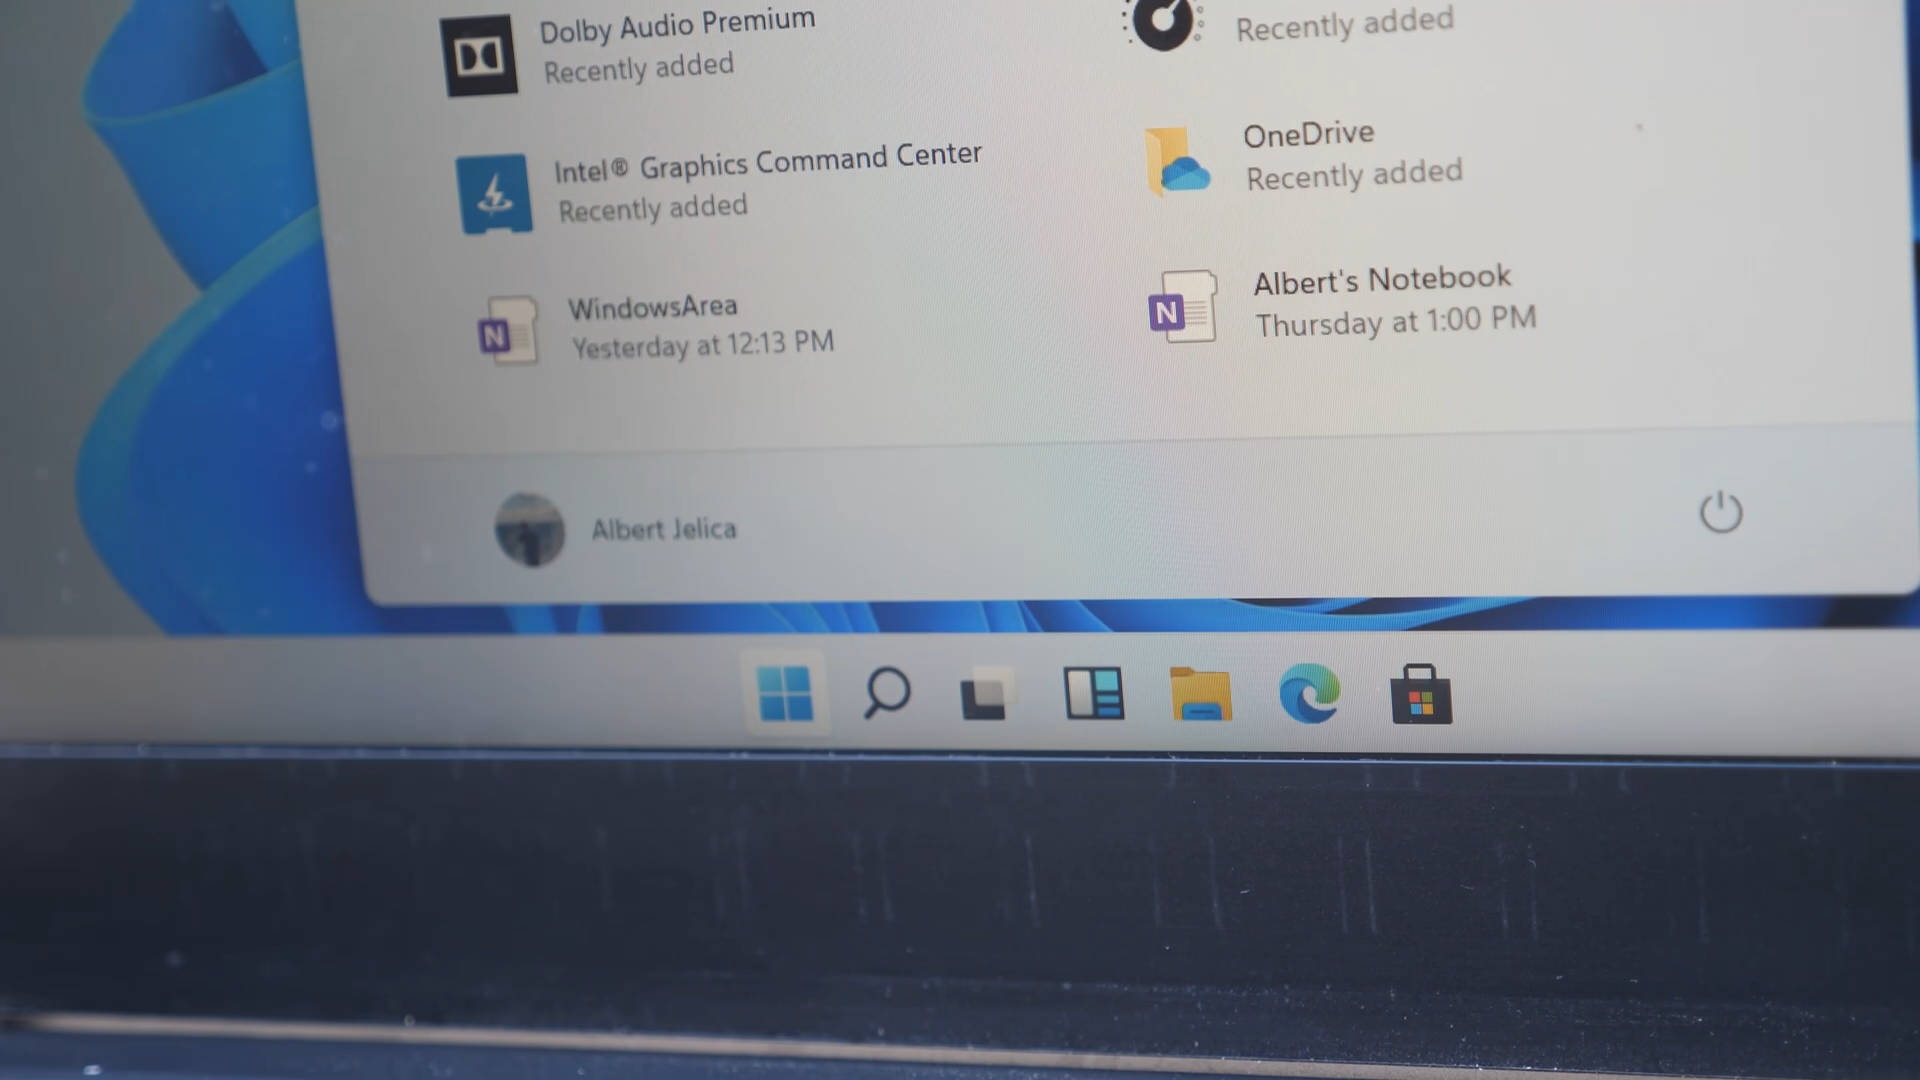 Dolby Audio Premium
Recently added
Recently added
Intel® Graphics Command Center
Recently added
OneDrive
Recently added
WindowsArea
Yesterday at 12:13 PM
Albert's Notebook
Thursday at 1:00 PM
N
N
Albert Jelica